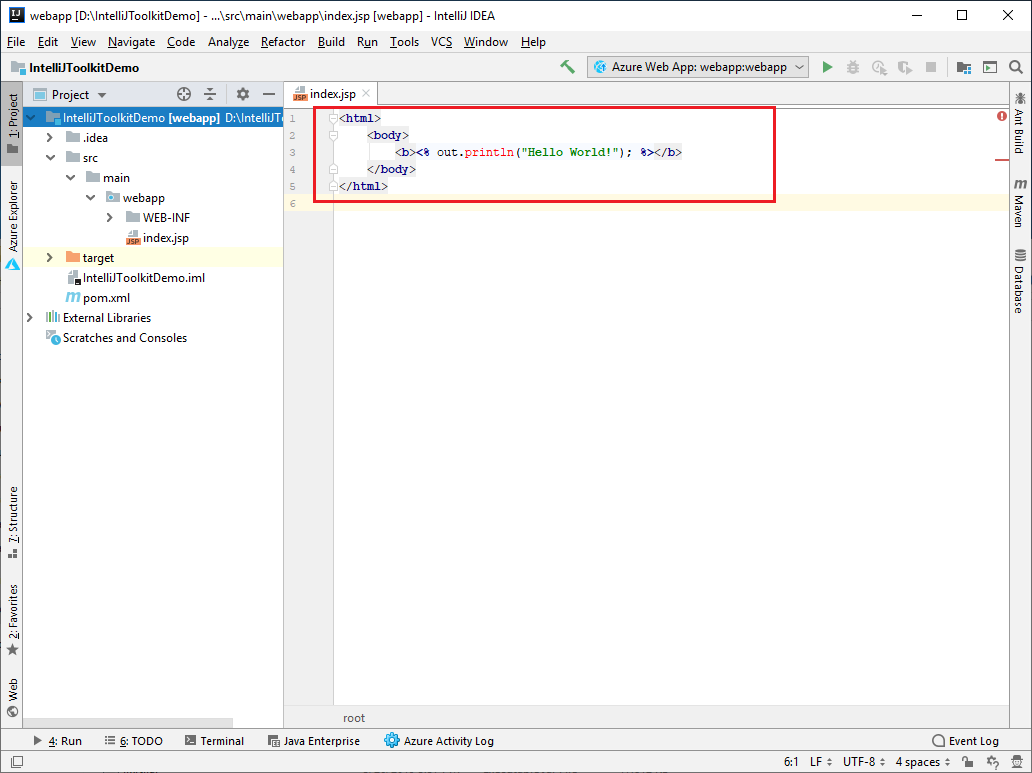 webapp [D:\IntelliJToolkitDemo] - ...\src\main\webapp\index.jsp [webapp] - IntelliJ IDEA
File Edit View Navigate Code Analyze Refactor Build Run Tools VCS Window Help
IntelliJToolkitDemo Azure Web App: webapp:webapp
Project index.jsp
IntelliJToolkitDemo [webapp] D:\IntelliJT
.idea
src
main
webapp
WEB-INF
index.jsp
target
IntelliJToolkitDemo.iml
pom.xml
External Libraries
Scratches and Consoles
1 <html>
2 <body>
3 <b><% out.println("Hello World!"); %></b>
4 </body>
5 </html>
6
1: Project
Azure Explorer
7: Structure
2: Favorites
Web
Ant Build
Maven
Database
root
4: Run 6: TODO Terminal Java Enterprise Azure Activity Log Event Log
6:1 LF UTF-8 4 spaces